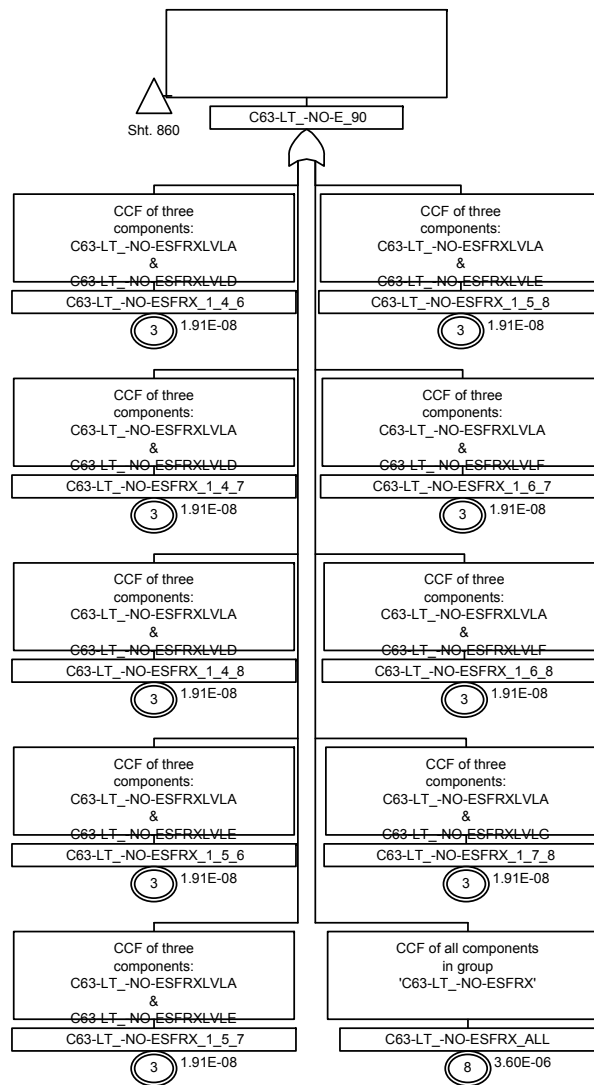 Sht. 860
C63-LT_-NO-E_90
CCF of three
components:
C63-LT_-NO-ESFRXLVLA
&
C63-LT_-NO-ESFRXLVLD
C63-LT_-NO-ESFRX_1_4_6
3
1.91E-08
CCF of three
components:
C63-LT_-NO-ESFRXLVLA
&
C63-LT_-NO-ESFRXLVLE
C63-LT_-NO-ESFRX_1_5_8
3
1.91E-08
CCF of three
components:
C63-LT_-NO-ESFRXLVLA
&
C63-LT_-NO-ESFRXLVLD
C63-LT_-NO-ESFRX_1_4_7
3
1.91E-08
CCF of three
components:
C63-LT_-NO-ESFRXLVLA
&
C63-LT_-NO-ESFRXLVLF
C63-LT_-NO-ESFRX_1_6_7
3
1.91E-08
CCF of three
components:
C63-LT_-NO-ESFRXLVLA
&
C63-LT_-NO-ESFRXLVLD
C63-LT_-NO-ESFRX_1_4_8
3
1.91E-08
CCF of three
components:
C63-LT_-NO-ESFRXLVLA
&
C63-LT_-NO-ESFRXLVLF
C63-LT_-NO-ESFRX_1_6_8
3
1.91E-08
CCF of three
components:
C63-LT_-NO-ESFRXLVLA
&
C63-LT_-NO-ESFRXLVLE
C63-LT_-NO-ESFRX_1_5_6
3
1.91E-08
CCF of three
components:
C63-LT_-NO-ESFRXLVLA
&
C63-LT_-NO-ESFRXLVLG
C63-LT_-NO-ESFRX_1_7_8
3
1.91E-08
CCF of three
components:
C63-LT_-NO-ESFRXLVLA
&
C63-LT_-NO-ESFRXLVLE
C63-LT_-NO-ESFRX_1_5_7
3
1.91E-08
CCF of all components
in group
'C63-LT_-NO-ESFRX'
C63-LT_-NO-ESFRX_ALL
8
3.60E-06